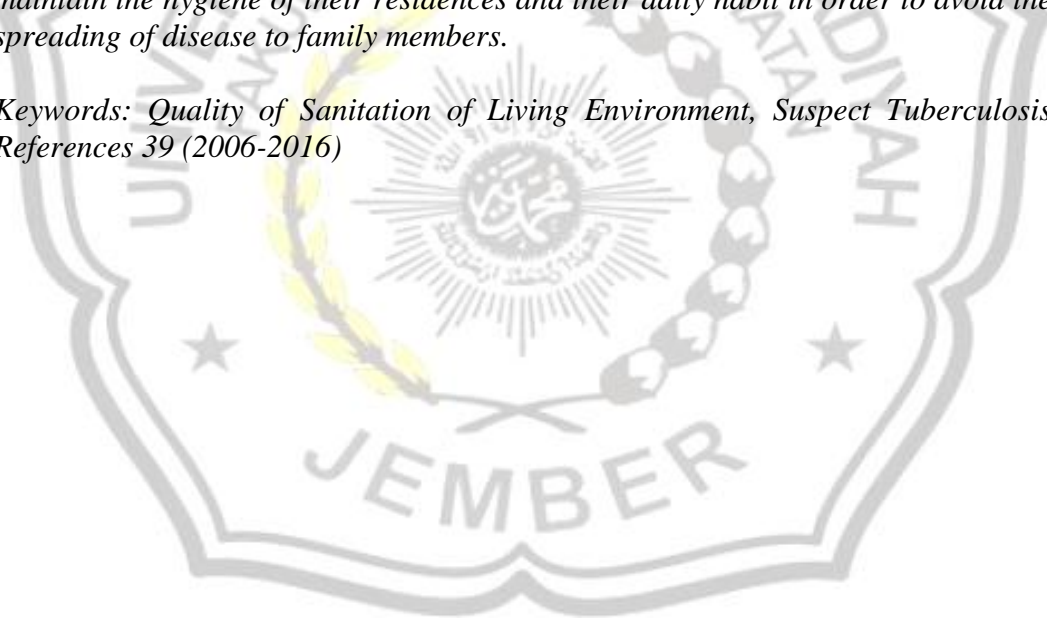 maintain the hygiene of their residences and their daily habit in order to avoid the
spreading of disease to family members.
Keywords: Quality of Sanitation of Living Environment, Suspect Tuberculosis
References 39 (2006-2016)
JEMBER